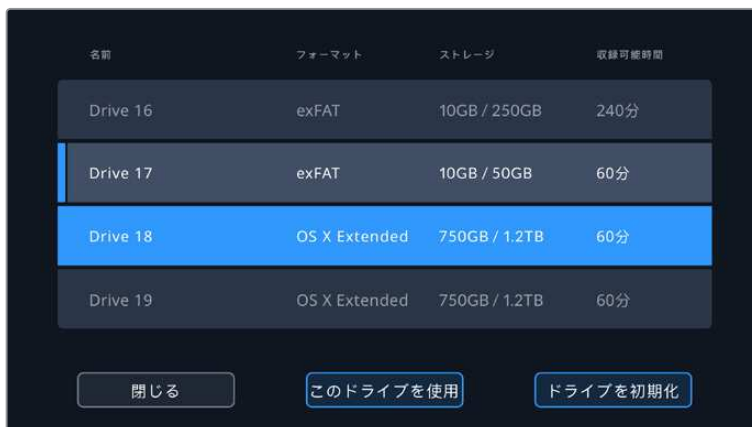 名前 フォーマット ストレージ 収録可能時間
Drive 16 exFAT 10GB / 250GB 240分
Drive 17 exFAT 10GB / 50GB 60分
Drive 18 OS X Extended 750GB / 1.2TB 60分
Drive 19 OS X Extended 750GB / 1.2TB 60分
閉じる このドライブを使用 ドライブを初期化